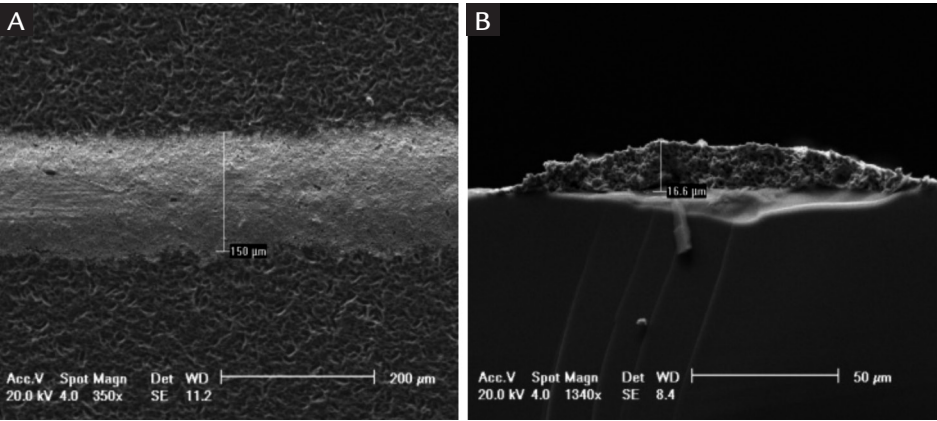 A
150 µm
Acc.V Spot Magn Det WD 200 µm
20.0 kV 4.0 350x SE 11.2
B
16.6 µm
Acc.V Spot Magn Det WD 50 µm
20.0 kV 4.0 1340x SE 8.4